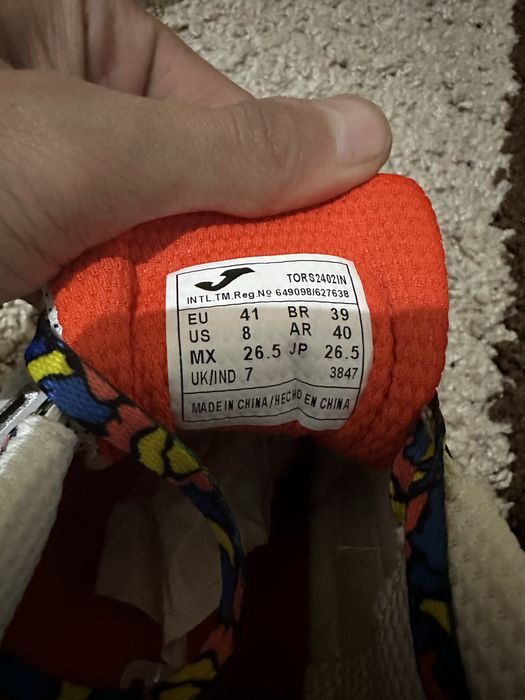 TORS2402IN
INTL.TM.Reg.Nº 649098/627638
EU 41 BR 39
US 8 AR 40
MX 26.5 JP 26.5
UK/IND 7 3847
MADE IN CHINA/HECHO EN CHINA